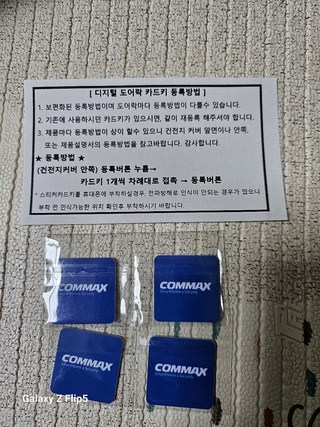 [ 디지털 도어락 카드키 등록방법 ]
1. 보편화된 등록방법이며 도어락마다 등록방법이 다를수 있습니다.
2. 기존에 사용하시던 카드키가 있으시면, 같이 재등록 해주셔야 합니다.
3. 제품마다 등록방법이 상이 할수 있으니 건전지 커버 앞면이나 안쪽,
또는 제품설명서의 등록방법을 참고바랍니다. 감사합니다.
★ 등록방법 ★
(건전지커버 안쪽) 등록버튼 누름→
카드키 1개씩 차례대로 접촉 → 등록버튼
* 스티커카드키를 휴대폰에 부착하실경우, 전파방해로 인식이 안되는 경우가 있으니
부착 전 인식가능한 위치 확인후 부착하시기 바랍니다.
COMMAX
COMMAX
COMMAX
COMMAX
Galaxy Z Flip5